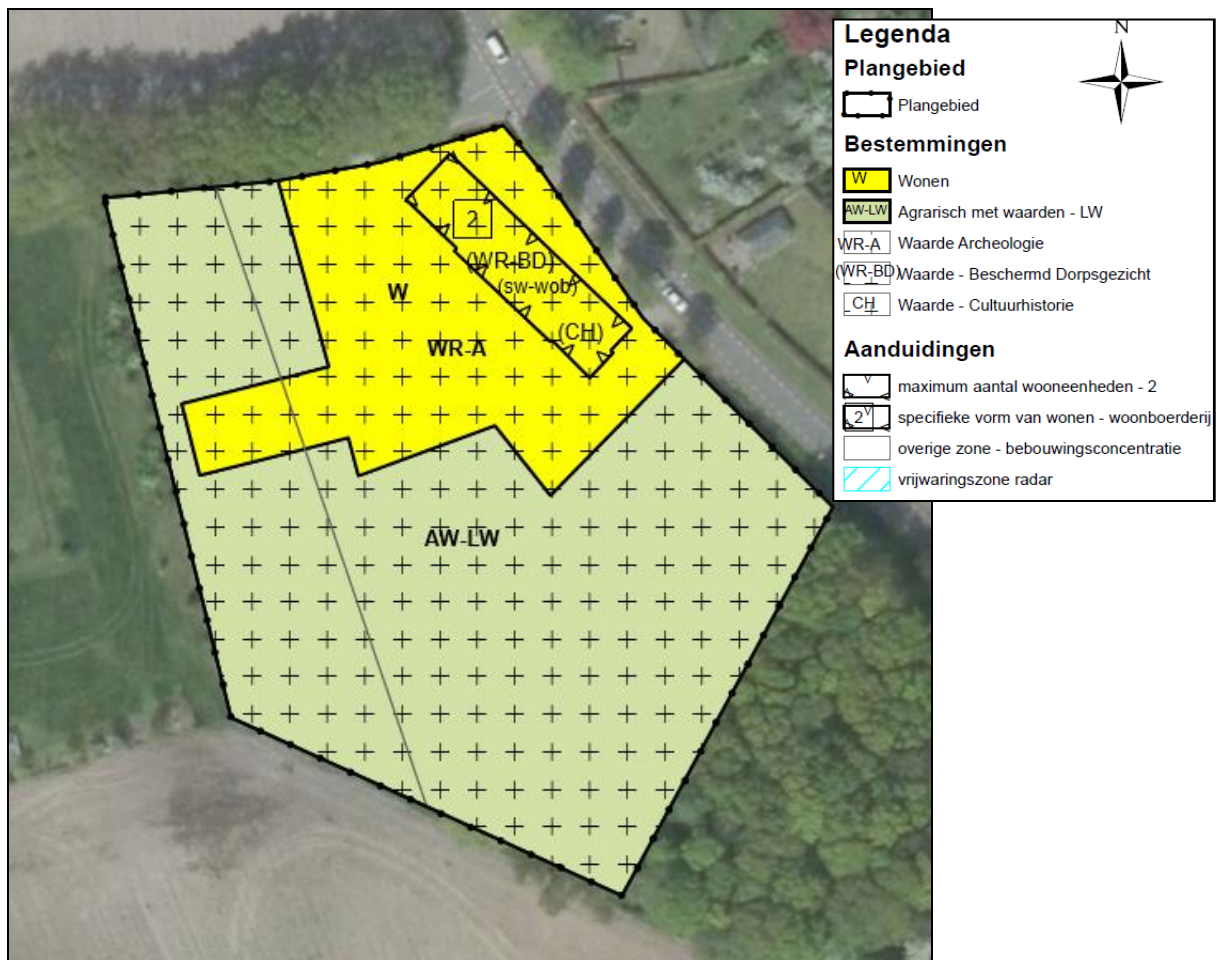 2
(WR-BD)
(sw-wob)
W
(CH)
WR-A
AW-LW
Legenda
N
Plangebied
Plangebied
Bestemmingen
W Wonen
AW-LW Agrarisch met waarden - LW
WR-A Waarde Archeologie
(WR-BD) Waarde - Beschermd Dorpsgezicht
CH Waarde - Cultuurhistorie
Aanduidingen
maximum aantal wooneenheden - 2
2 specifieke vorm van wonen - woonboerderij
overige zone - bebouwingsconcentratie
vrijwaringszone radar